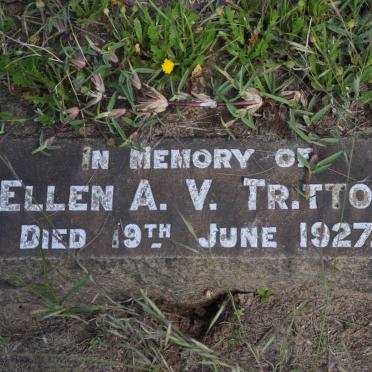 IN MEMORY OF
ELLEN A. V.
DIED 19TH JUNE 1927.